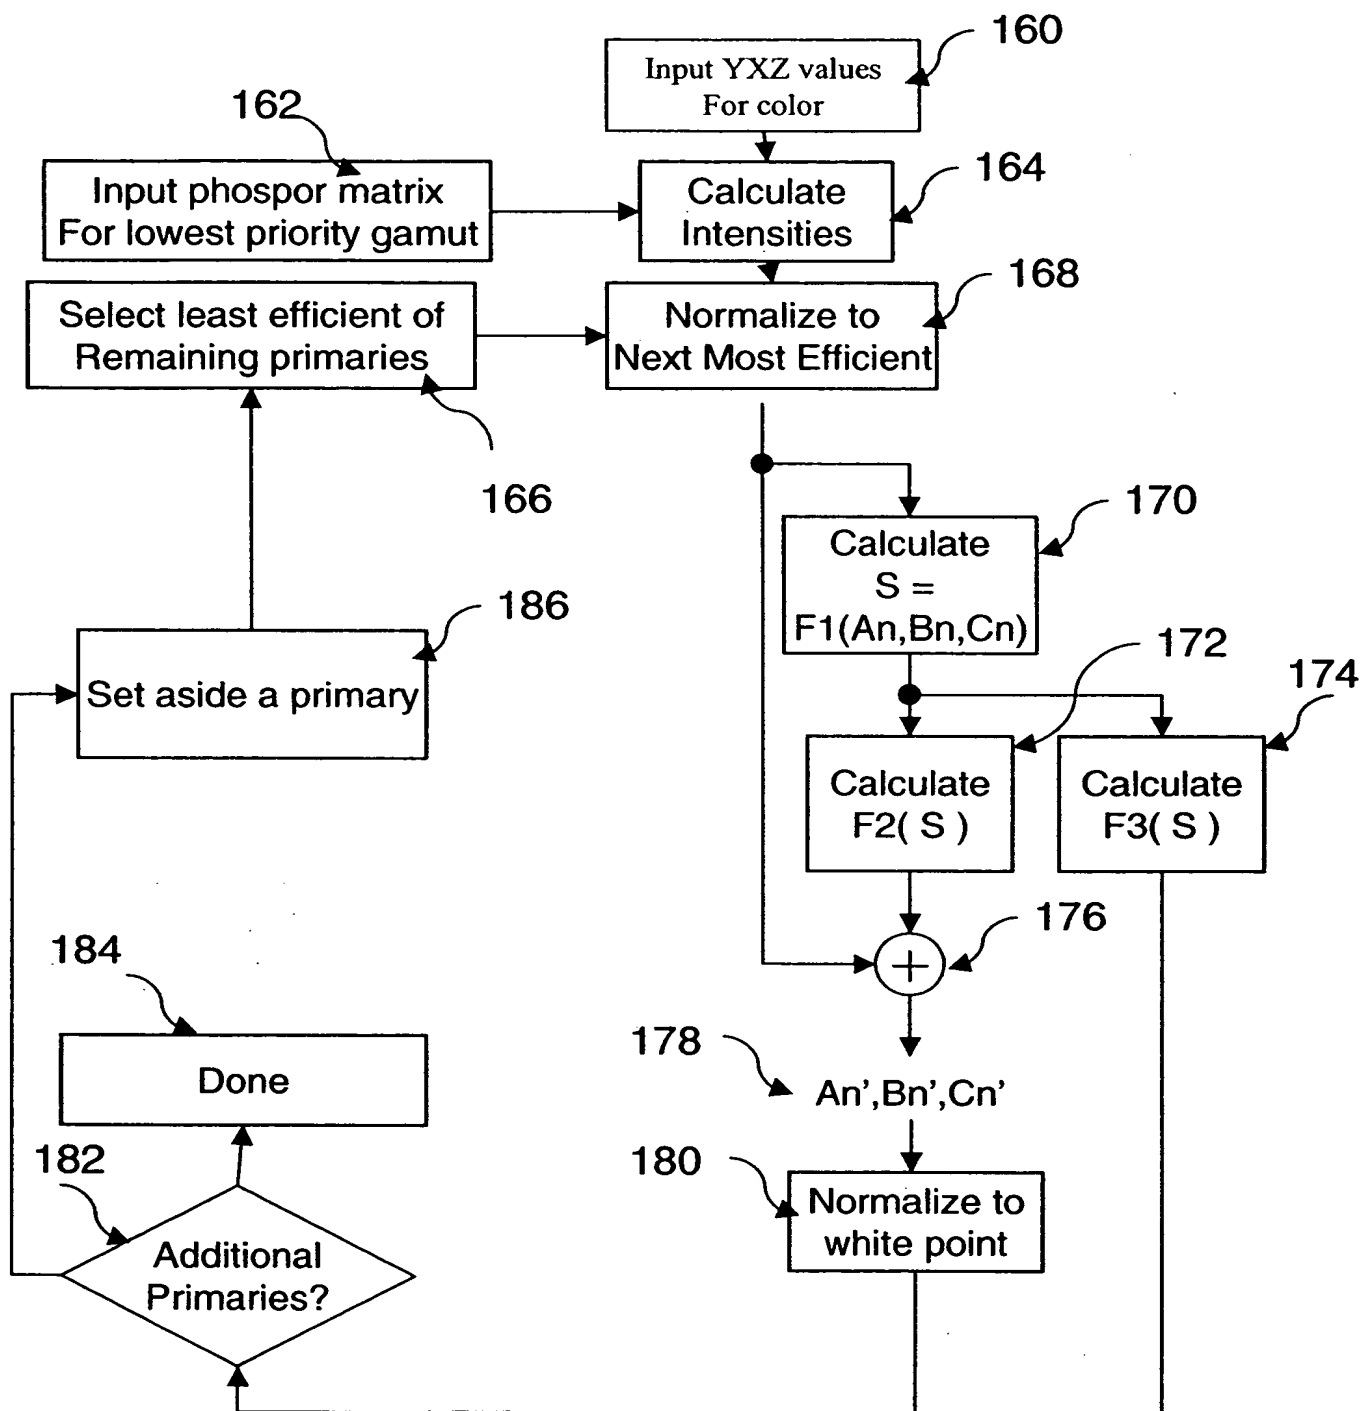 160
Input YXZ values
For color
162
Input phospor matrix
For lowest priority gamut
164
Calculate
Intensities
168
Select least efficient of
Remaining primaries
Normalize to
Next Most Efficient
166
170
Calculate
S =
F1(An,Bn,Cn)
186
172
174
Set aside a primary
Calculate
F2( S )
Calculate
F3( S )
176
184
Done
178
An’,Bn’,Cn’
182
180
Normalize to
white point
Additional
Primaries?